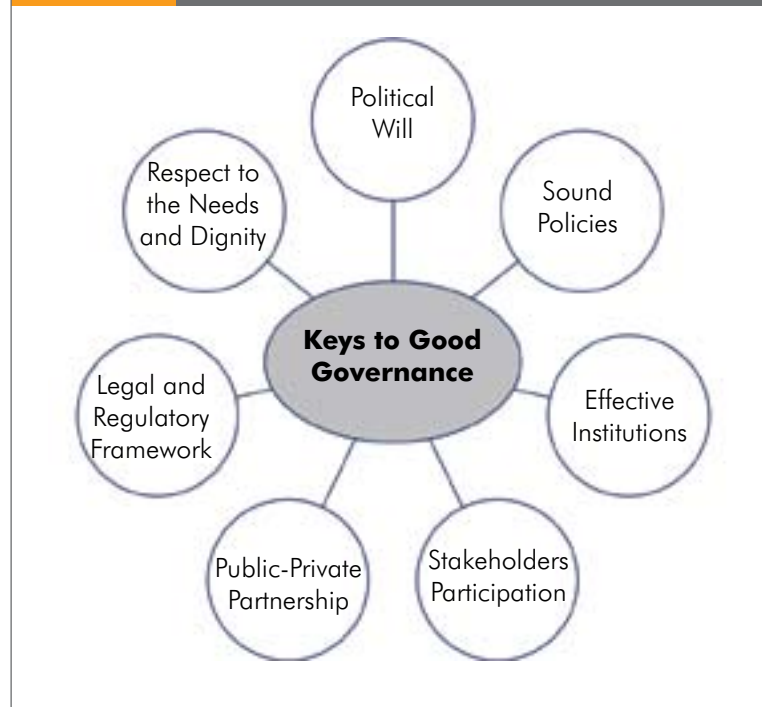 Political
Will
Sound
Policies
Effective
Institutions
Stakeholders
Participation
Public-Private
Partnership
Legal and
Regulatory
Framework
Respect to
the Needs
and Dignity
Keys to Good
Governance